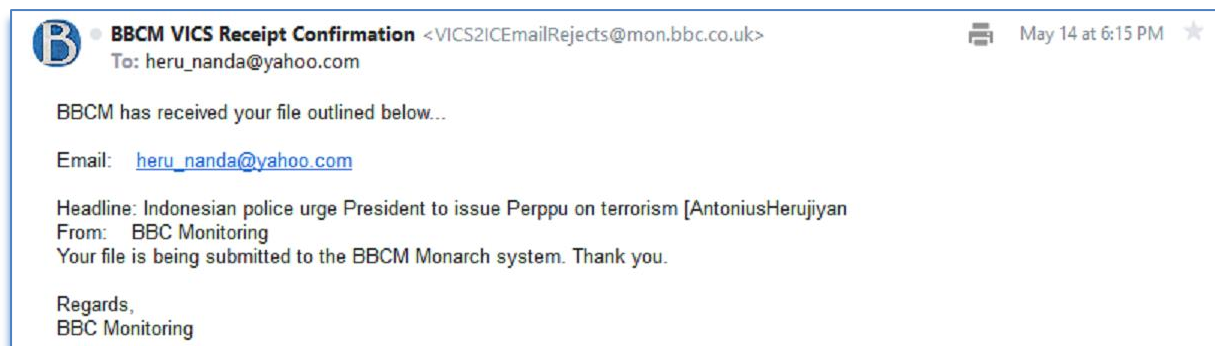 B
BBCM VICS Receipt Confirmation <VICS2ICEmailRejects@mon.bbc.co.uk> May 14 at 6:15 PM
To: heru_nanda@yahoo.com
BBCM has received your file outlined below...
Email: heru_nanda@yahoo.com
Headline: Indonesian police urge President to issue Perppu on terrorism [AntoniusHerujiyan
From: BBC Monitoring
Your file is being submitted to the BBCM Monarch system. Thank you.
Regards,
BBC Monitoring